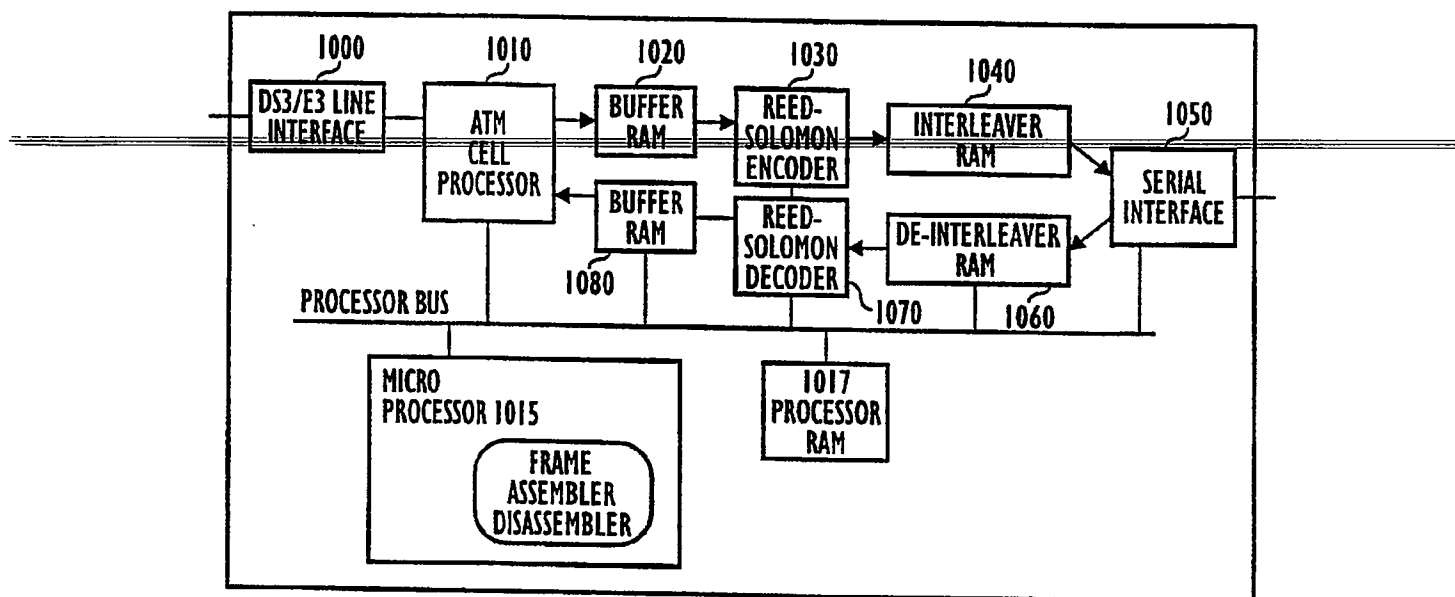 1000
DS3/E3 LINE
INTERFACE
1010
ATM
CELL
PROCESSOR
1020
BUFFER
RAM
1030
REED-
SOLOMON
ENCODER
1040
INTERLEAVER
RAM
1050
SERIAL
INTERFACE
BUFFER
RAM
1080
REED-
SOLOMON
DECODER
1070
DE-INTERLEAVER
RAM
1060
PROCESSOR BUS
MICRO
PROCESSOR 1015
FRAME
ASSEMBLER
DISASSEMBLER
1017
PROCESSOR
RAM